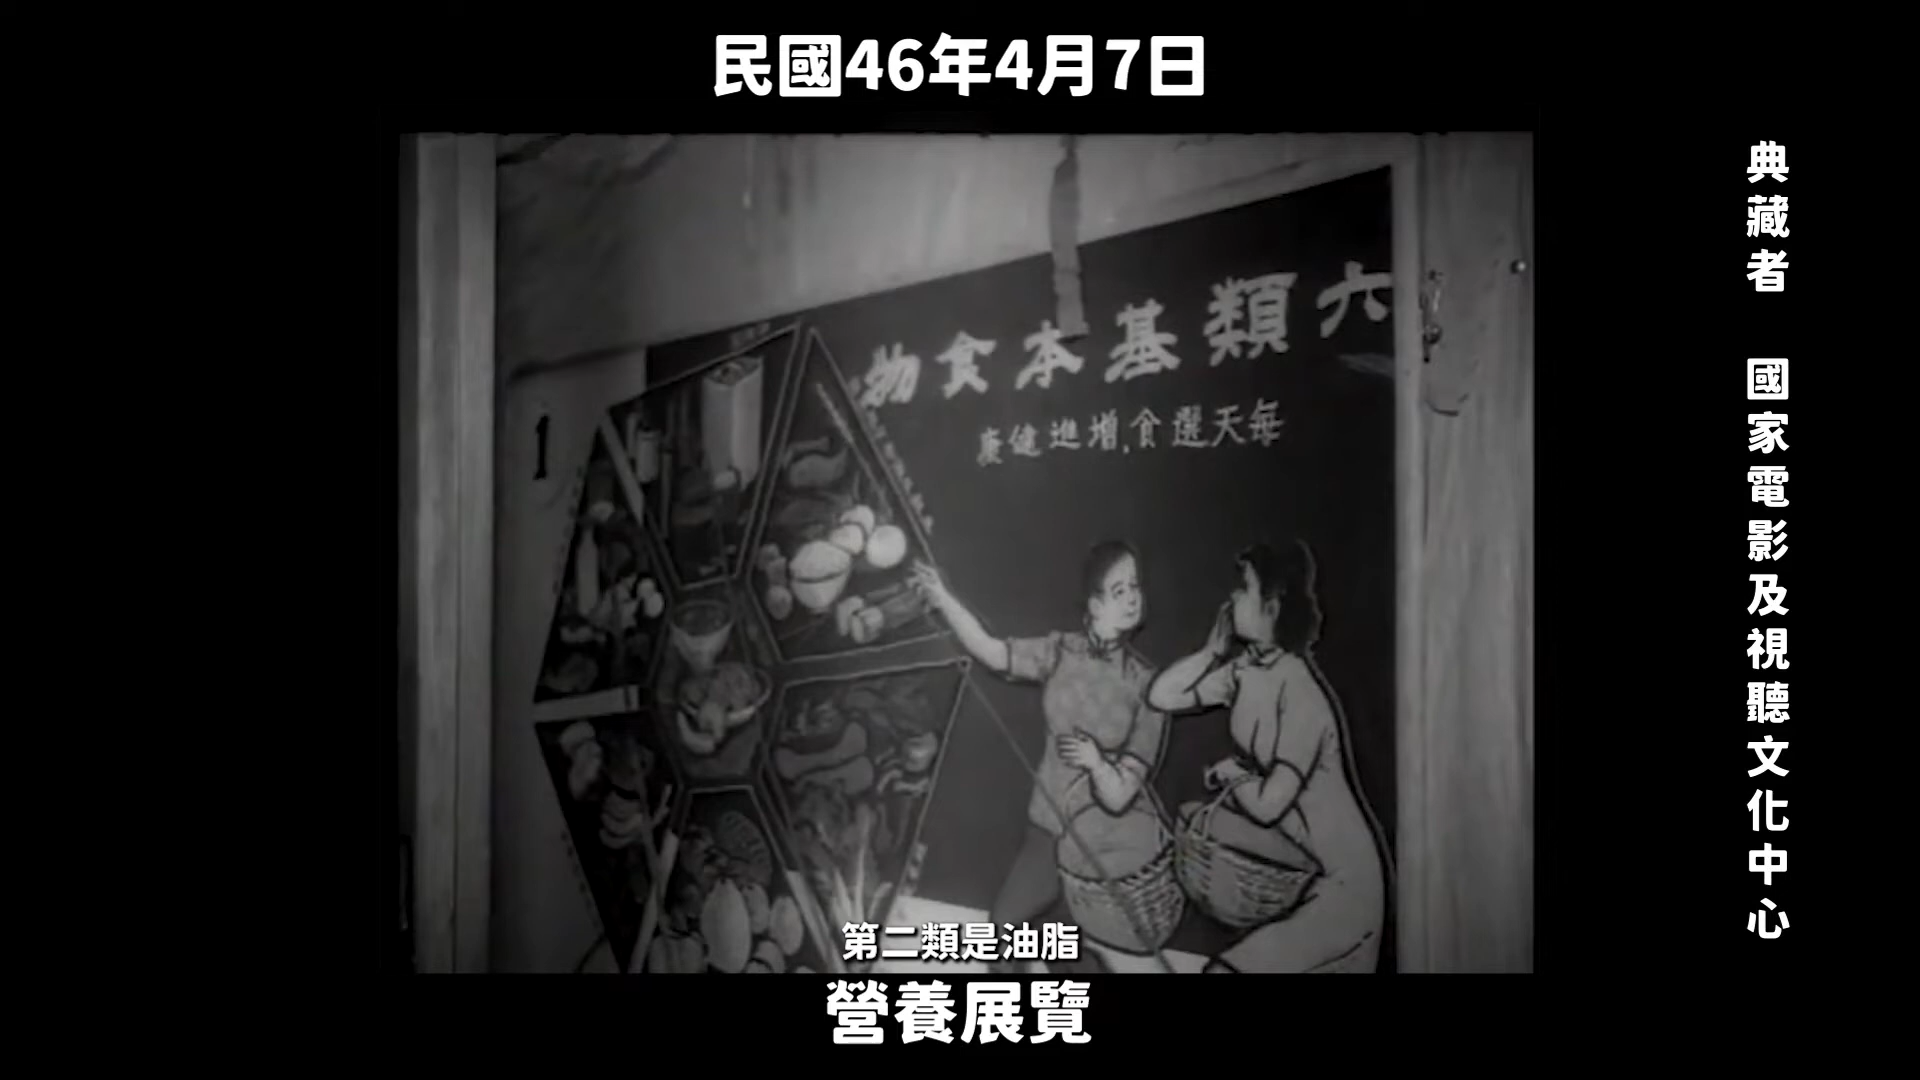 民國46年4月7日
典藏者 國家電影及視聽文化中心
六類基本食物
每天選食,增進健康
1
第二類是油脂
營養展覽